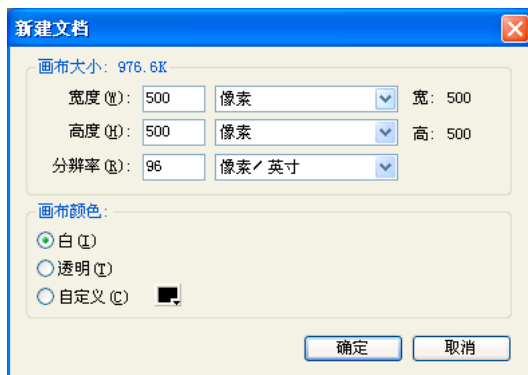 新建文档
画布大小: 976.6K
宽度(W): 500 像素 宽: 500
高度(H): 500 像素 高: 500
分辨率(R): 96 像素/英寸
画布颜色:
白(I)
透明(T)
自定义(C)
确定 取消